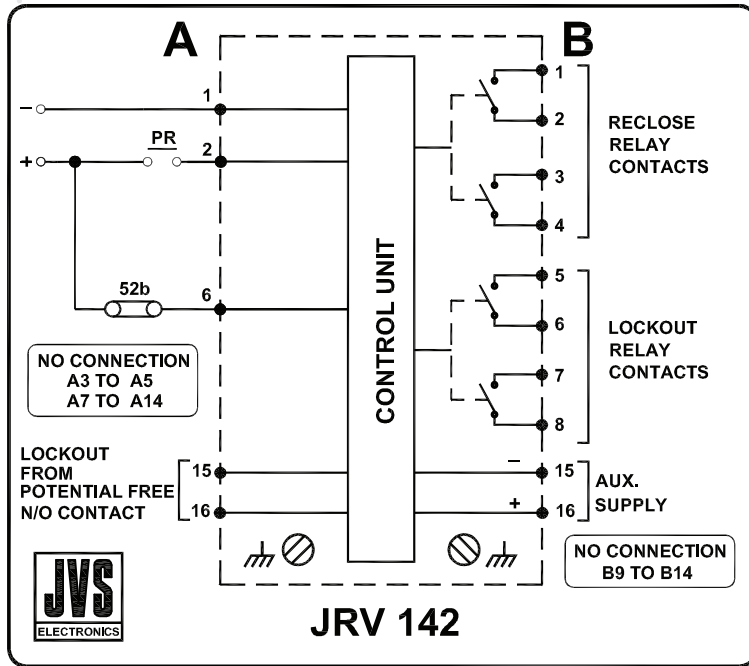 A
B
1
−
PR
+
2
52b
6
NO CONNECTION
A3 TO A5
A7 TO A14
LOCKOUT
FROM
POTENTIAL FREE
N/O CONTACT
15
16
CONTROL UNIT
1
2
3
4
RECLOSE
RELAY
CONTACTS
5
6
7
8
LOCKOUT
RELAY
CONTACTS
−
15
+
16
AUX.
SUPPLY
NO CONNECTION
B9 TO B14
JVS
ELECTRONICS
JRV 142